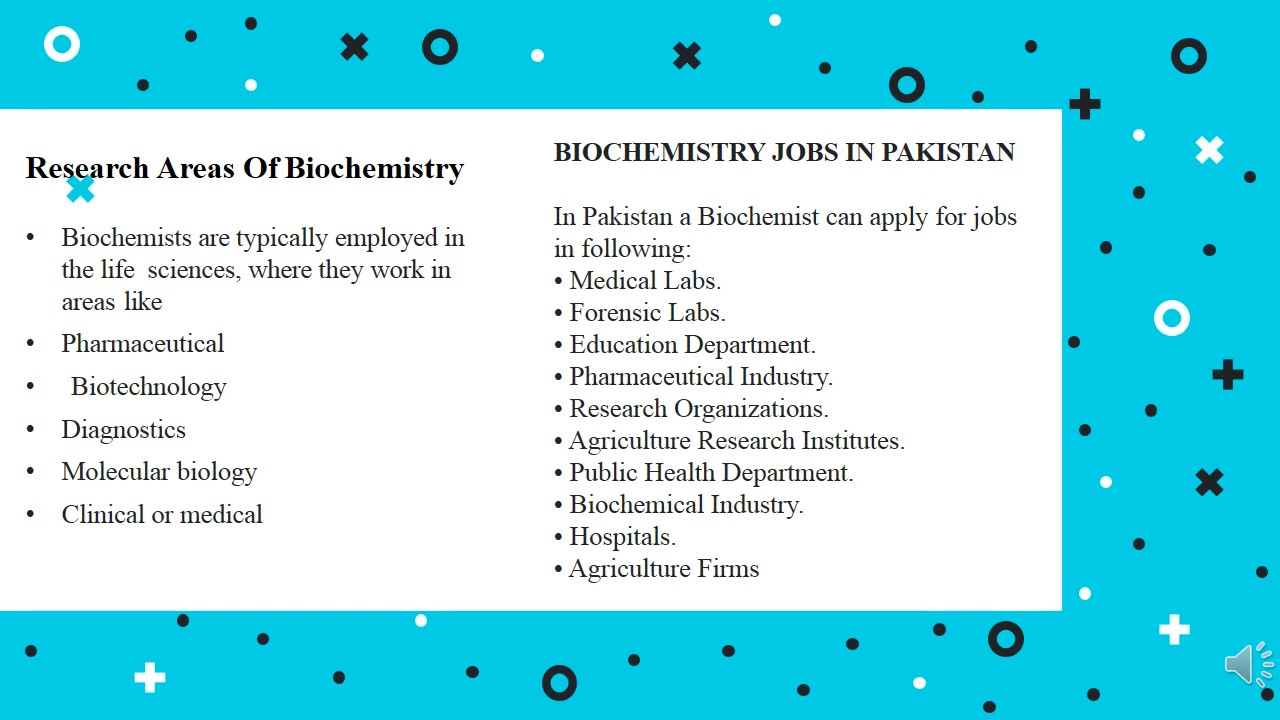 Research Areas Of Biochemistry
• Biochemists are typically employed in
the life sciences, where they work in
areas like
• Pharmaceutical
• Biotechnology
• Diagnostics
• Molecular biology
• Clinical or medical
BIOCHEMISTRY JOBS IN PAKISTAN
In Pakistan a Biochemist can apply for jobs
in following:
• Medical Labs.
• Forensic Labs.
• Education Department.
• Pharmaceutical Industry.
• Research Organizations.
• Agriculture Research Institutes.
• Public Health Department.
• Biochemical Industry.
• Hospitals.
• Agriculture Firms